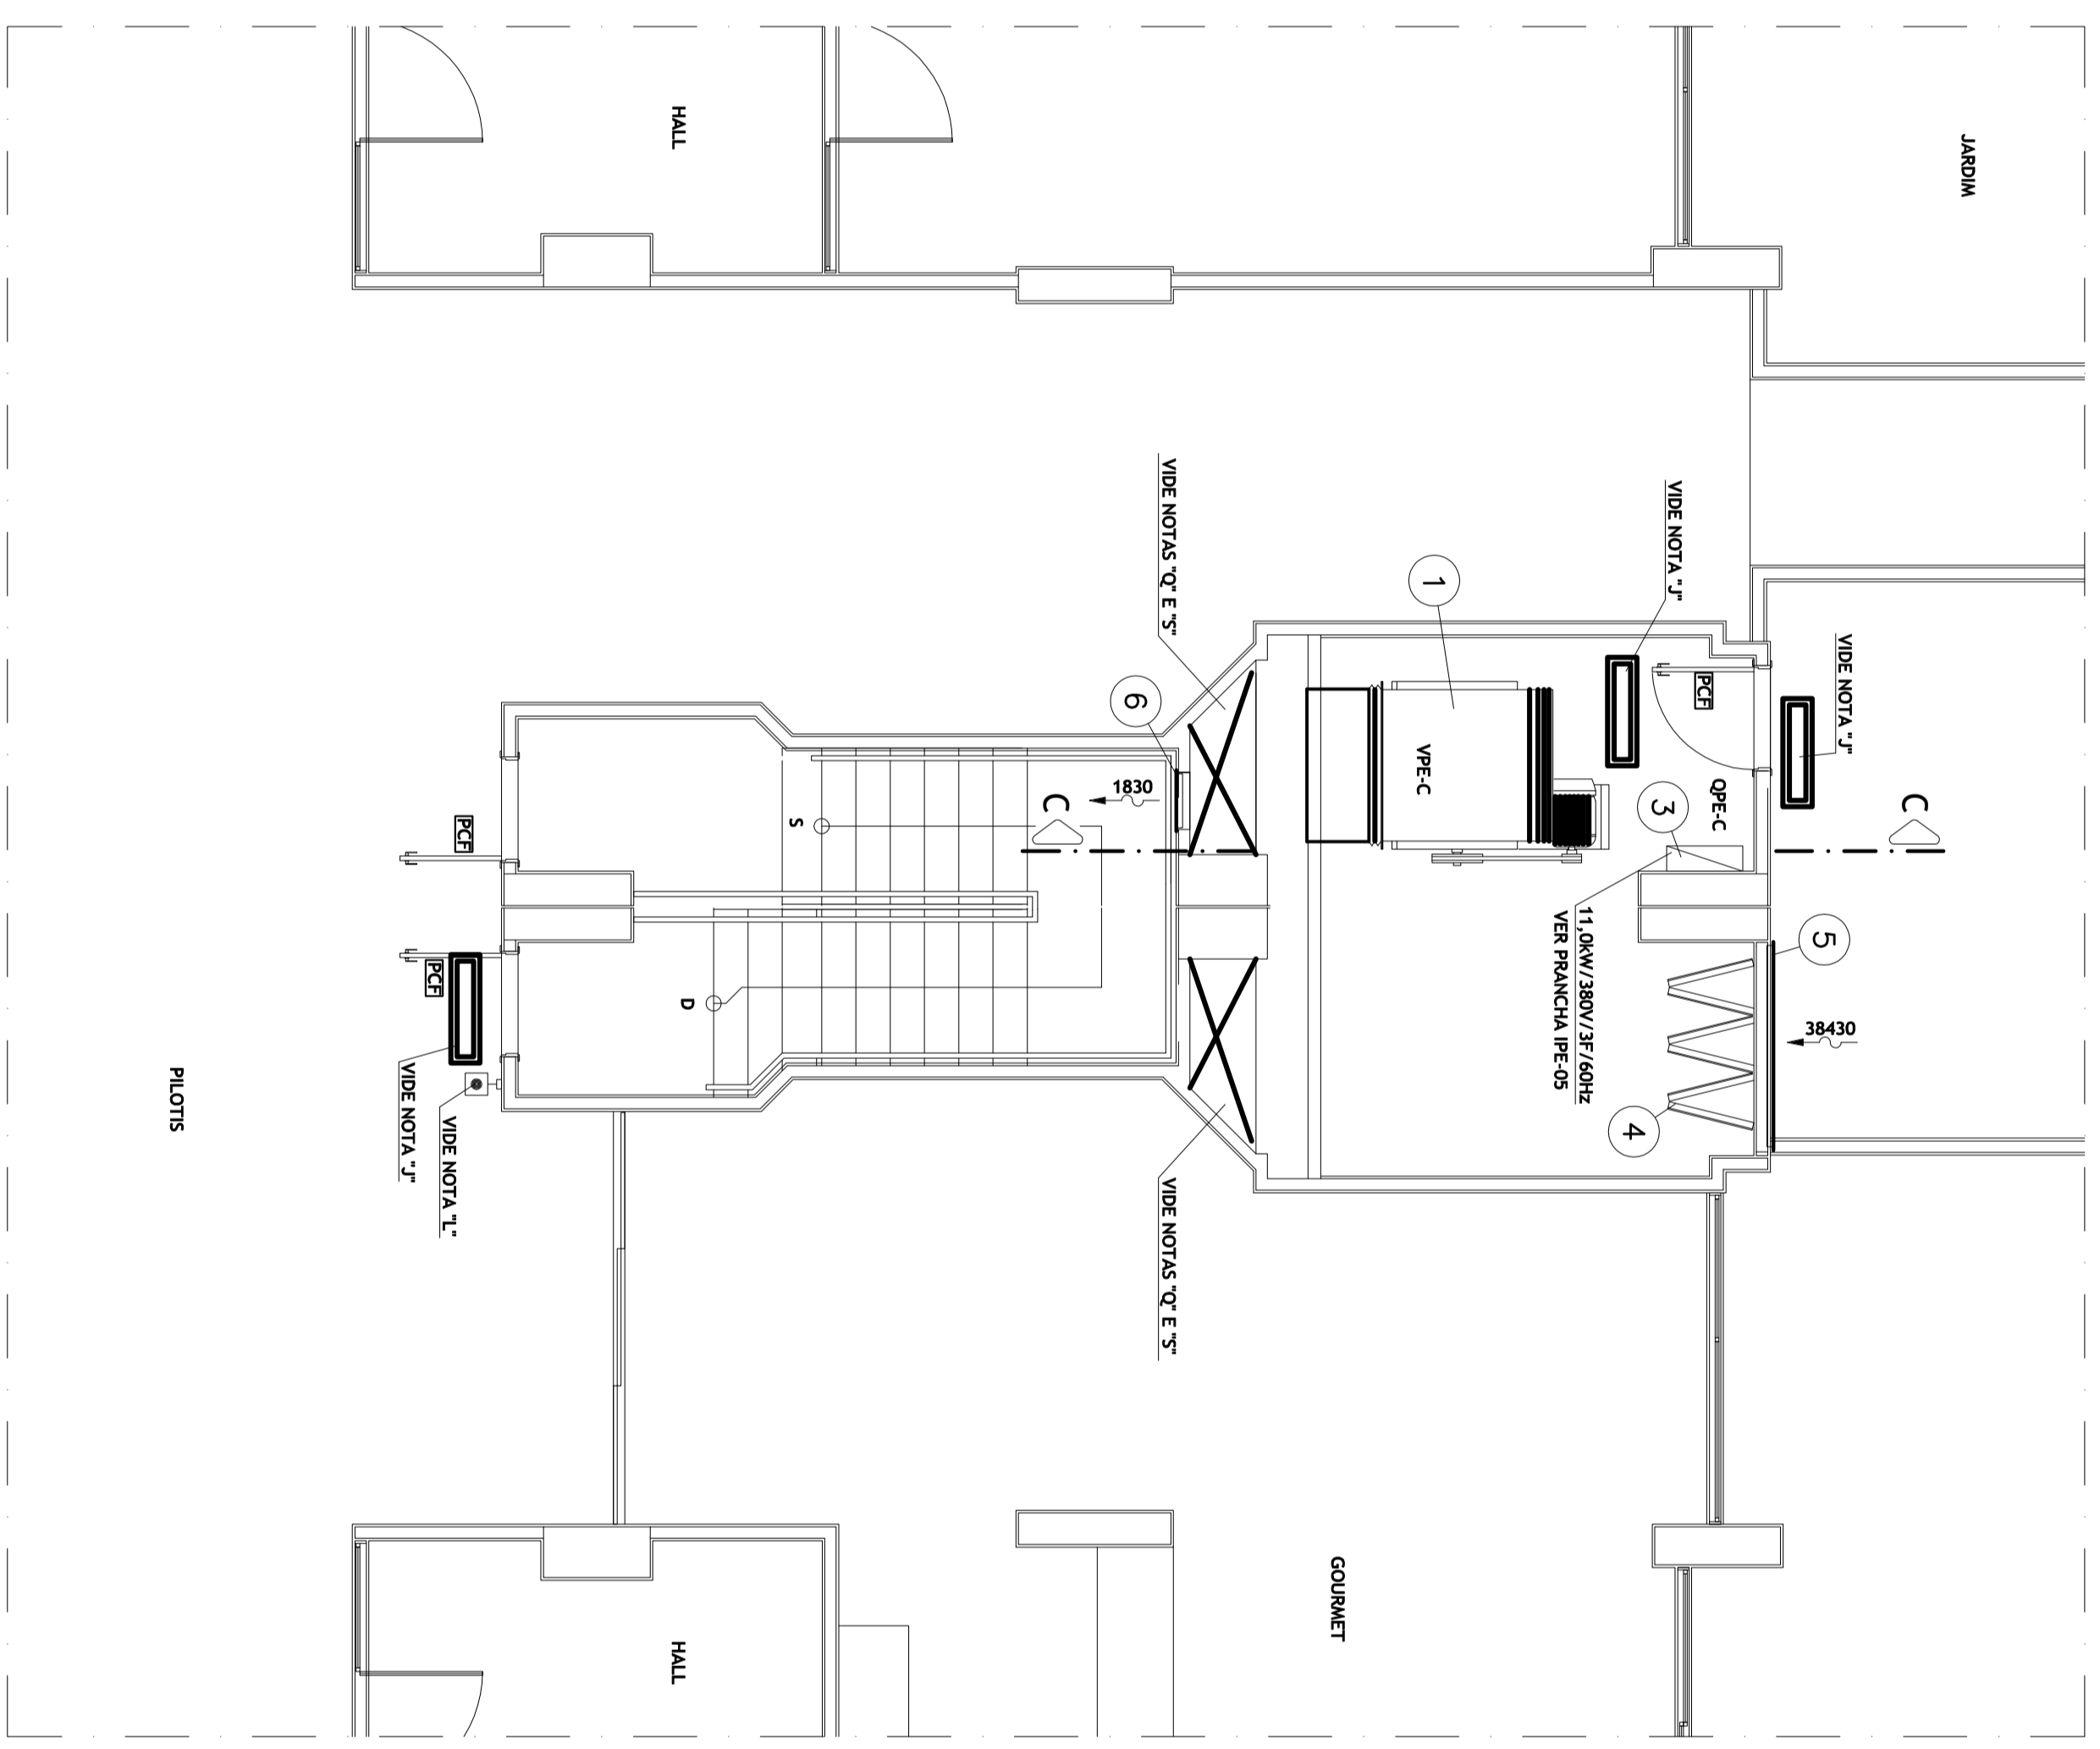 JARDIM
C
VIDE NOTA "J"
5
38430
QPE-C
PCF
VIDE NOTA "J"
3
4
11,0kW/380V/3F/60Hz
VER PRANCHA IPE-05
1
VPE-C
GOURMET
VIDE NOTAS "Q" E "S"
VIDE NOTAS "Q" E "S"
6
1830
C
S
D
HALL
HALL
PCF
VIDE NOTA "L"
PCF
VIDE NOTA "J"
PILOTIS